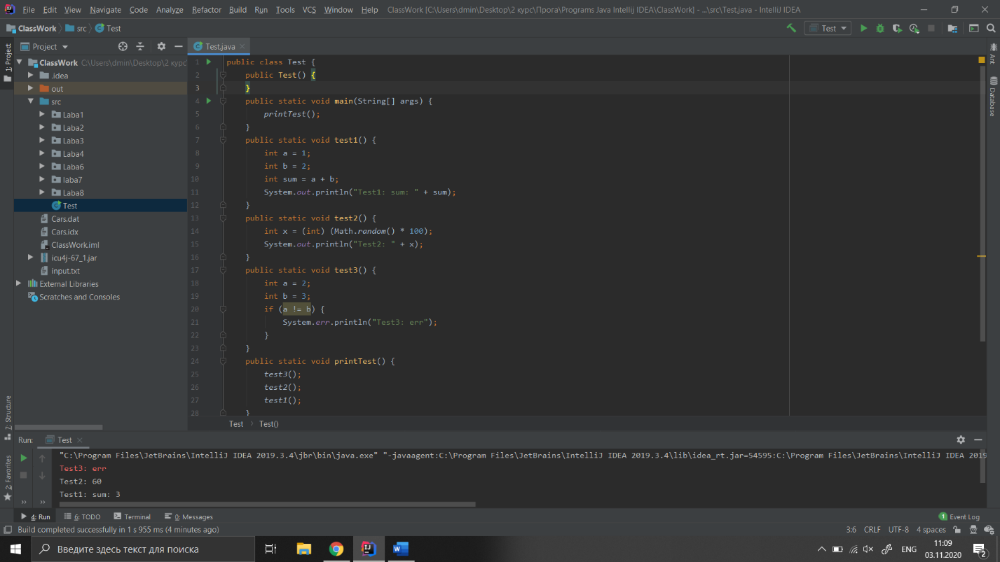 File Edit View Navigate Code Analyze Refactor Build Run Tools VCS Window Help ClassWork [C:\Users\dmin\Desktop\2 курс\Прога\Programs Java Intellij IDEA\ClassWork] - ...\src\Test.java - IntelliJ IDEA
ClassWork src Test
Test
1: Project
Project
Test.java
ClassWork C:\Users\dmin\Desktop\2 курс
.idea
out
src
Laba1
Laba2
Laba3
Laba4
Laba6
laba7
Laba8
Test
Cars.dat
Cars.idx
ClassWork.iml
icu4j-67_1.jar
input.txt
External Libraries
Scratches and Consoles
1 public class Test {
2 public Test() {
3 }
4 public static void main(String[] args) {
5 printTest();
6 }
7 public static void test1() {
8 int a = 1;
9 int b = 2;
10 int sum = a + b;
11 System.out.println("Test1: sum: " + sum);
12 }
13 public static void test2() {
14 int x = (int) (Math.random() * 100);
15 System.out.println("Test2: " + x);
16 }
17 public static void test3() {
18 int a = 2;
19 int b = 3;
20 if (a != b) {
21 System.err.println("Test3: err");
22 }
23 }
24 public static void printTest() {
25 test3();
26 test2();
27 test1();
28 }
Test Test()
Ant
Database
7: Structure
2: Favorites
Run: Test
"C:\Program Files\JetBrains\IntelliJ IDEA 2019.3.4\jbr\bin\java.exe" "-javaagent:C:\Program Files\JetBrains\IntelliJ IDEA 2019.3.4\lib\idea_rt.jar=54595:C:\Program Files\JetBrains\IntelliJ IDEA 2019
Test3: err
Test2: 60
Test1: sum: 3
4: Run 6: TODO Terminal 0: Messages 1 Event Log
Build completed successfully in 1 s 955 ms (4 minutes ago) 3:6 CRLF UTF-8 4 spaces
Введите здесь текст для поиска
ENG
11:09
03.11.2020
2